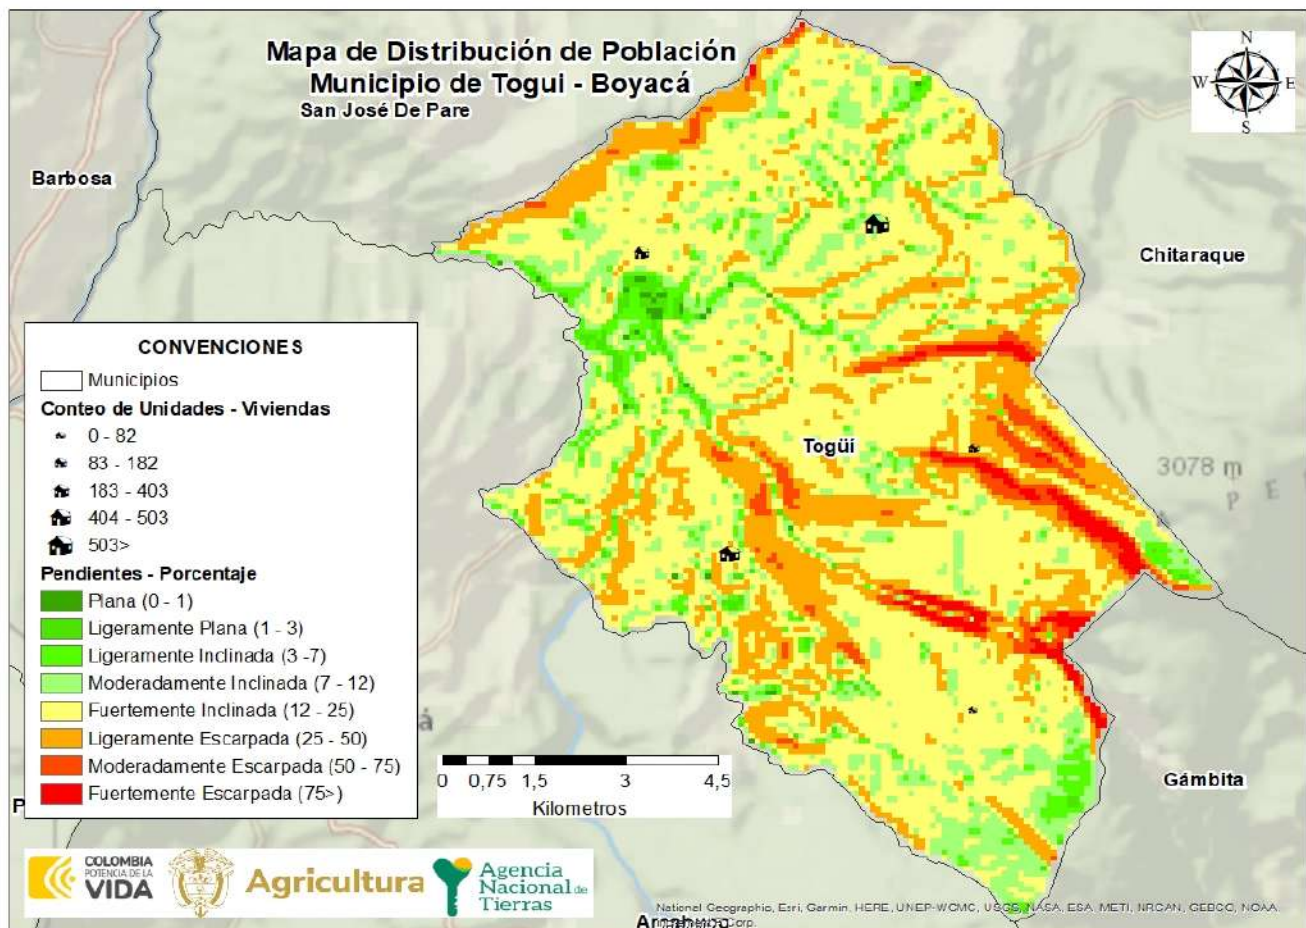 Mapa de Distribución de Población
Municipio de Togui - Boyacá
San José De Pare
N
W
E
S
Barbosa
Chitaraque
Togüí
3078 m
P E
Gámbita
á
P
CONVENCIONES
Municipios
Conteo de Unidades - Viviendas
0 - 82
83 - 182
183 - 403
404 - 503
503>
Pendientes - Porcentaje
Plana (0 - 1)
Ligeramente Plana (1 - 3)
Ligeramente Inclinada (3 -7)
Moderadamente Inclinada (7 - 12)
Fuertemente Inclinada (12 - 25)
Ligeramente Escarpada (25 - 50)
Moderadamente Escarpada (50 - 75)
Fuertemente Escarpada (75>)
0 0,75 1,5 3 4,5
Kilometros
COLOMBIA
POTENCIA DE LA
VIDA
Agricultura
Agencia
Nacional de
Tierras
National Geographic, Esri, Garmin, HERE, UNEP-WCMC, USGS, NASA, ESA, METI, NRCAN, GEBCO, NOAA,
Corp.